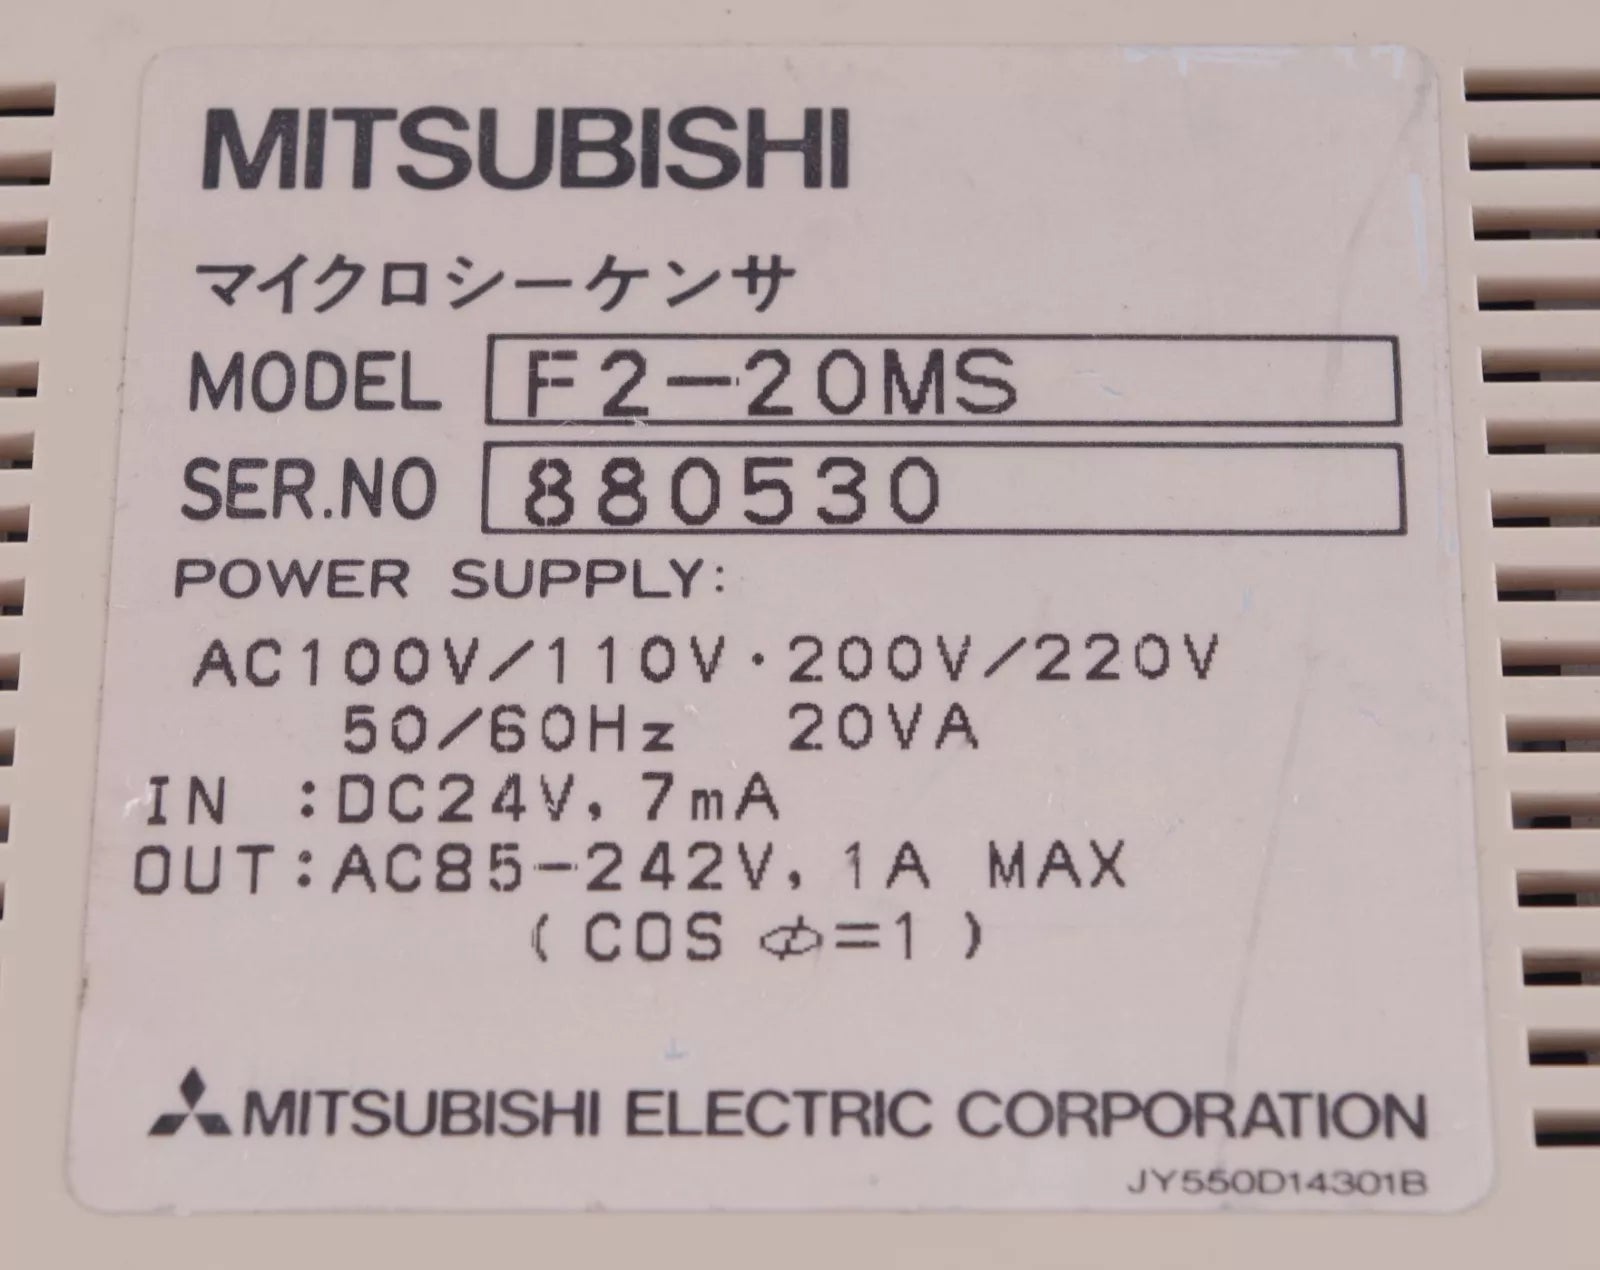 MITSUBISHI
マイクロシーケンサ
MODEL F2-20MS
SER.NO 880530
POWER SUPPLY:
AC100V/110V・200V/220V
50/60Hz 20VA
IN :DC24V, 7mA
OUT:AC85-242V, 1A MAX
(COS ϕ=1)
MITSUBISHI ELECTRIC CORPORATION
JY550D14301B